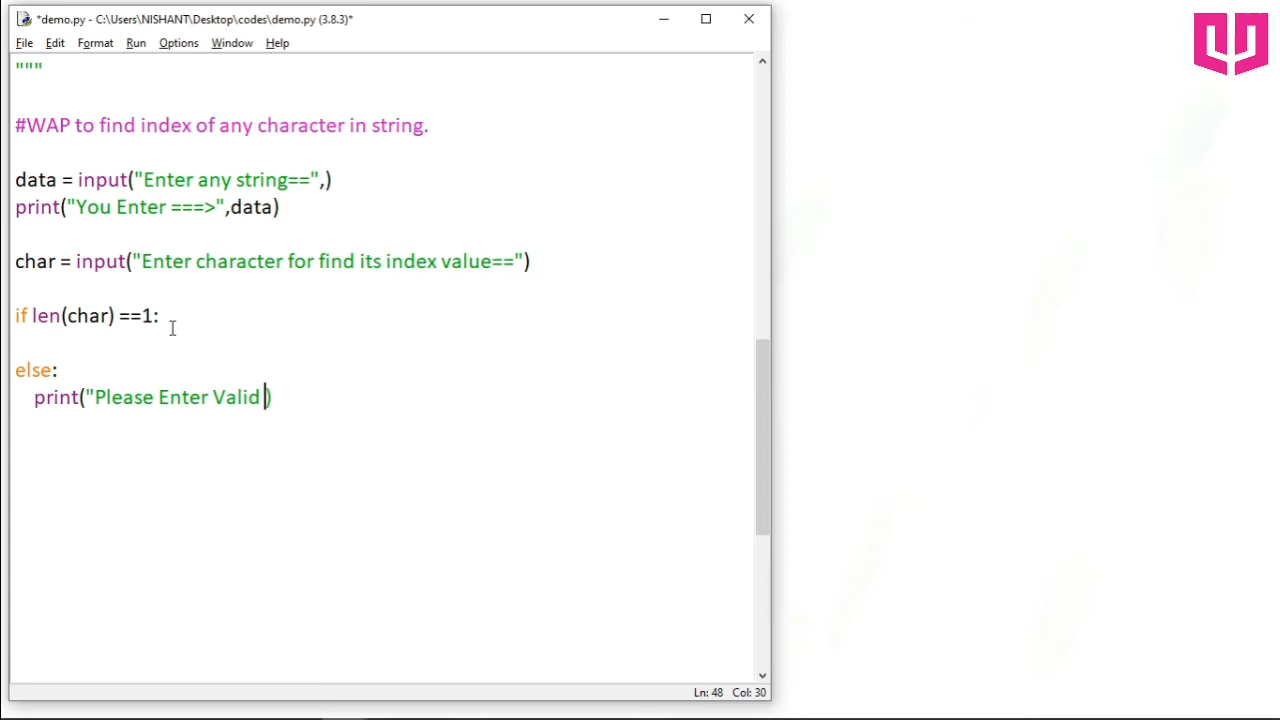 *demo.py - C:\Users\NISHANT\Desktop\codes\demo.py (3.8.3)*
File Edit Format Run Options Window Help
"""
#WAP to find index of any character in string.
data = input("Enter any string==",)
print("You Enter ===>",data)
char = input("Enter character for find its index value==")
if len(char) ==1:
else:
    print("Please Enter Valid )
Ln: 48 Col: 30